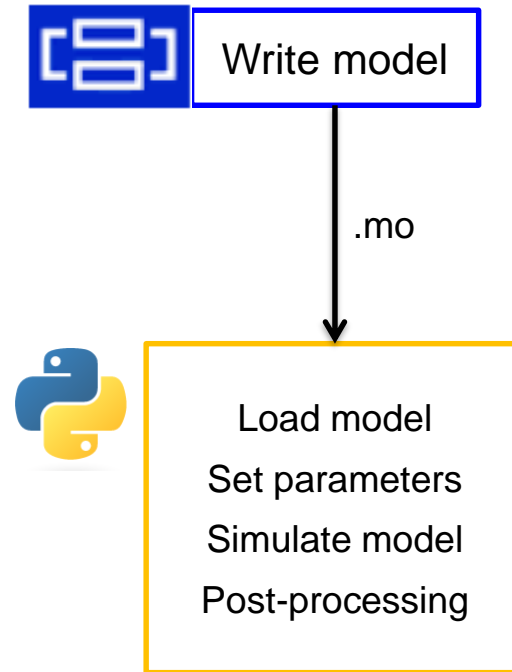 Write model
.mo
Load model
Set parameters
Simulate model
Post-processing